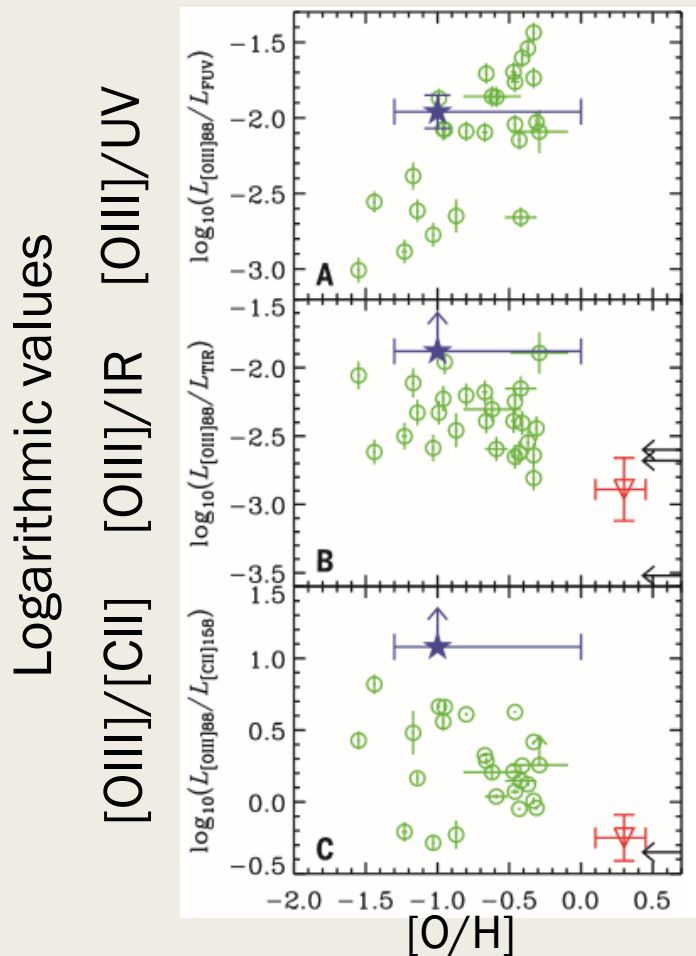 Logarithmic values
[OIII]/UV
[OIII]/IR
[OIII]/[CII]
log₁₀(L[OIII]88/LFUV)
−1.5
−2.0
−2.5
−3.0
A
log₁₀(L[OIII]88/LTIR)
−1.5
−2.0
−2.5
−3.0
−3.5
B
log₁₀(L[OIII]88/L[CII]158)
1.5
1.0
0.5
0.0
−0.5
C
−2.0 −1.5 −1.0 −0.5 0.0 0.5
[O/H]